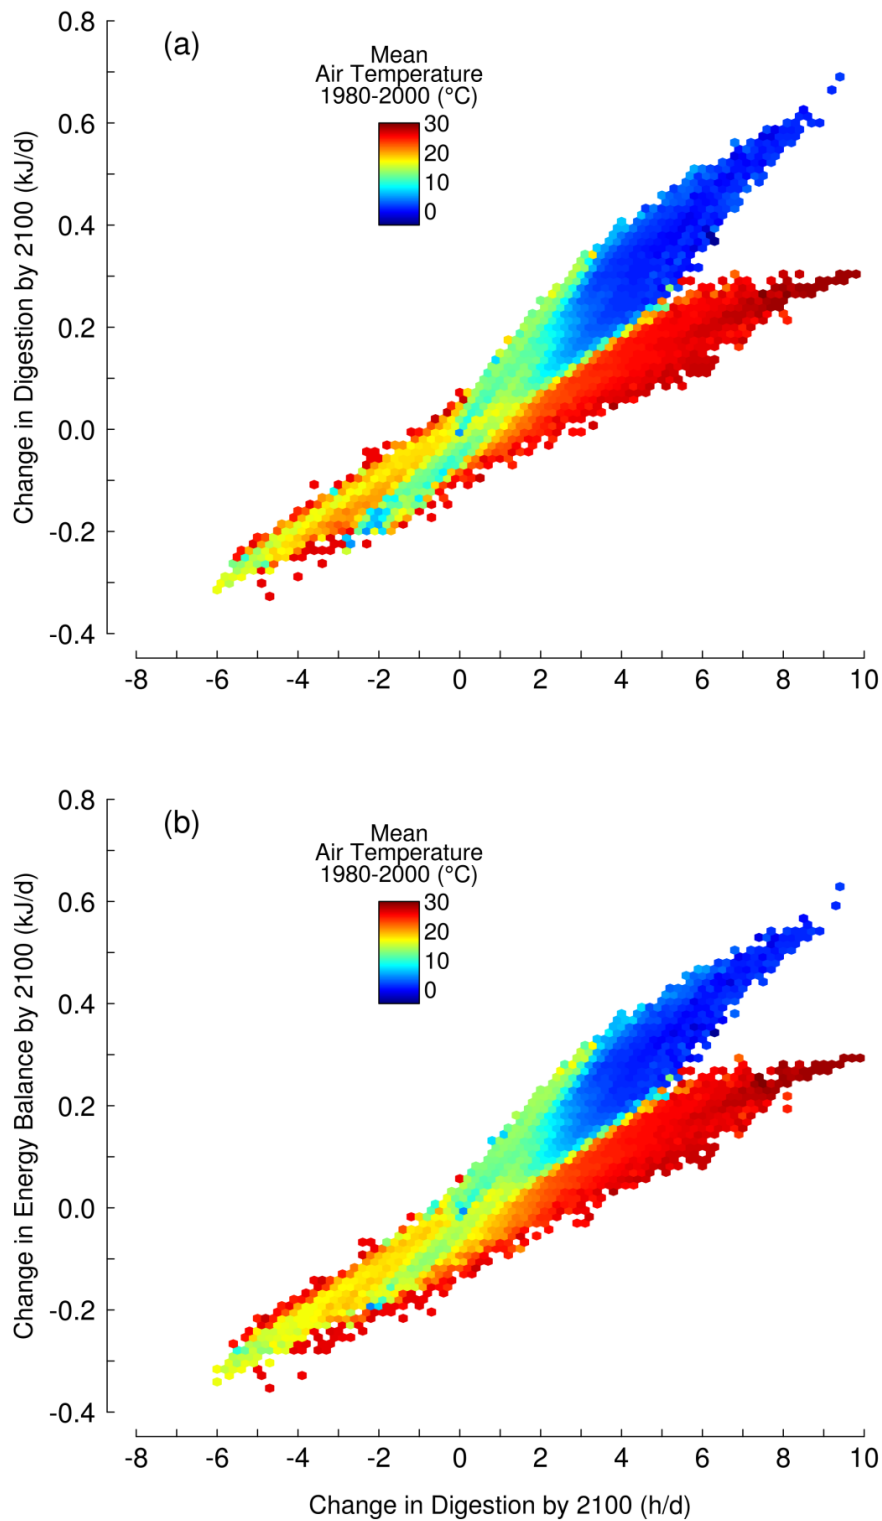 (a)
Mean
Air Temperature
1980-2000 (°C)
30
20
10
0
Change in Digestion by 2100 (kJ/d)
0.8
0.6
0.4
0.2
0.0
-0.2
-0.4
-8 -6 -4 -2 0 2 4 6 8 10
(b)
Mean
Air Temperature
1980-2000 (°C)
30
20
10
0
Change in Energy Balance by 2100 (kJ/d)
0.8
0.6
0.4
0.2
0.0
-0.2
-0.4
-8 -6 -4 -2 0 2 4 6 8 10
Change in Digestion by 2100 (h/d)